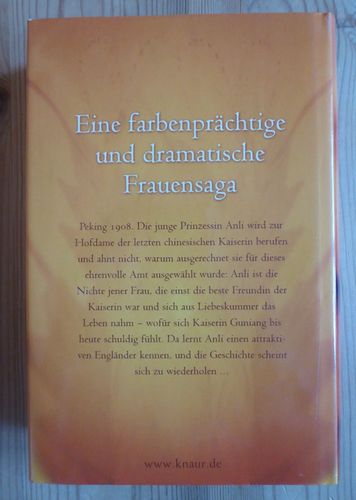 Eine farbenprächtige
und dramatische
Frauensaga
Peking 1908. Die junge Prinzessin Anli wird zur
Hofdame der letzten chinesischen Kaiserin berufen
und ahnt nicht, warum ausgerechnet sie für dieses
ehrenvolle Amt ausgewählt wurde: Anli ist die
Nichte jener Frau, die einst die beste Freundin der
Kaiserin war und sich aus Liebeskummer das
Leben nahm – wofür sich Kaiserin Guniang bis
heute schuldig fühlt. Da lernt Anli einen attrakti-
ven Engländer kennen, und die Geschichte scheint
sich zu wiederholen ...
www.knaur.de